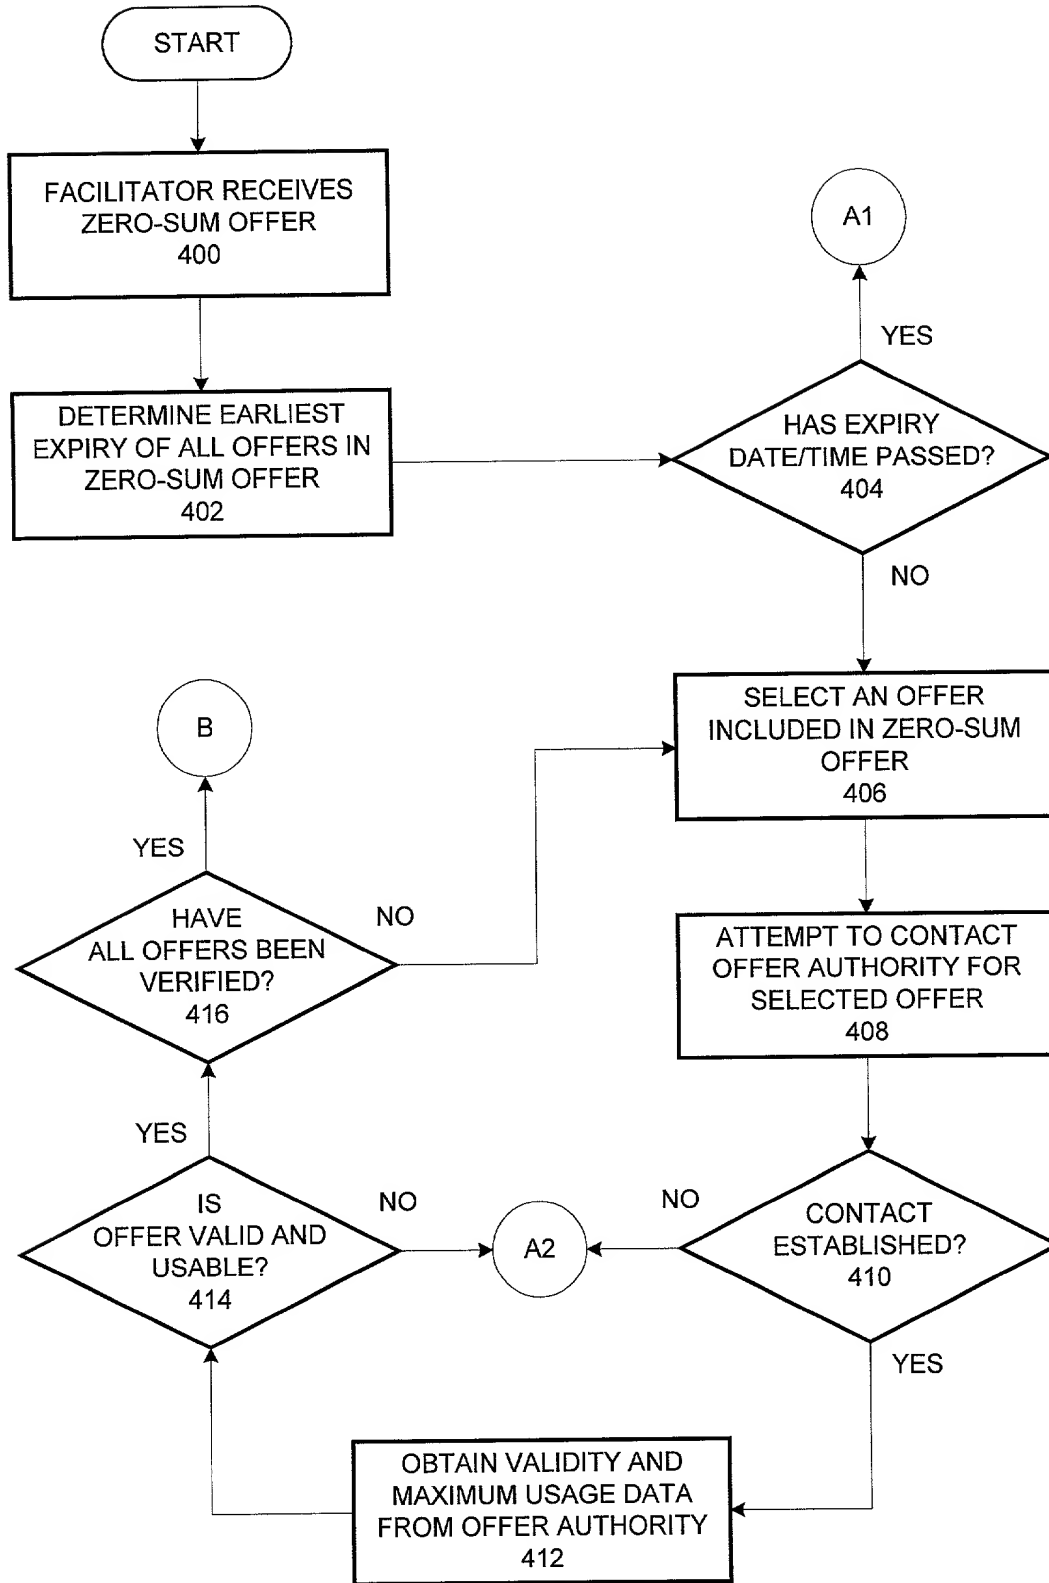 START
FACILITATOR RECEIVES
ZERO-SUM OFFER
400
DETERMINE EARLIEST
EXPIRY OF ALL OFFERS IN
ZERO-SUM OFFER
402
A1
YES
HAS EXPIRY
DATE/TIME PASSED?
404
NO
SELECT AN OFFER
INCLUDED IN ZERO-SUM
OFFER
406
ATTEMPT TO CONTACT
OFFER AUTHORITY FOR
SELECTED OFFER
408
CONTACT
ESTABLISHED?
410
NO
A2
YES
OBTAIN VALIDITY AND
MAXIMUM USAGE DATA
FROM OFFER AUTHORITY
412
IS
OFFER VALID AND
USABLE?
414
NO
YES
HAVE
ALL OFFERS BEEN
VERIFIED?
416
NO
YES
B